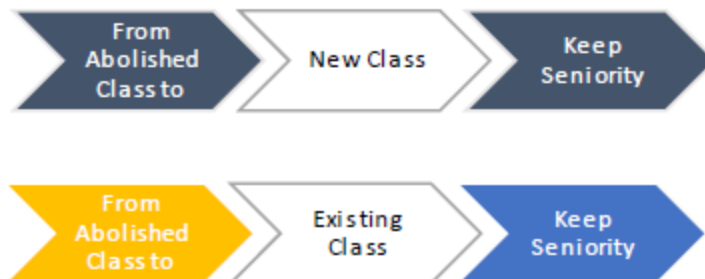 From
Abolished
Class to
New Class
Keep
Seniority
From
Abolished
Class to
Existing
Class
Keep
Seniority